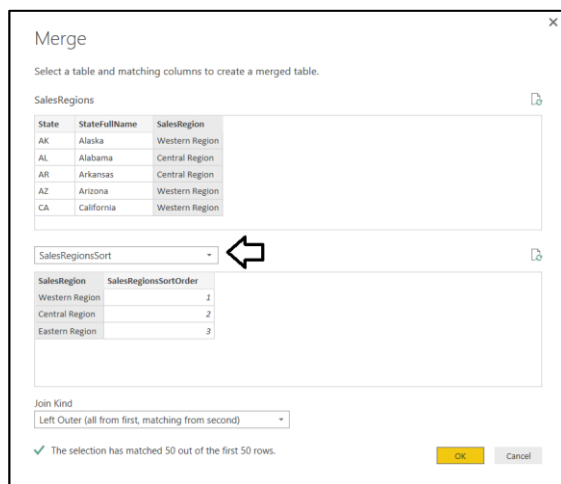 Merge
Select a table and matching columns to create a merged table.
SalesRegions
State StateFullName SalesRegion
AK Alaska Western Region
AL Alabama Central Region
AR Arkansas Central Region
AZ Arizona Western Region
CA California Western Region
SalesRegionsSort
SalesRegion SalesRegionsSortOrder
Western Region 1
Central Region 2
Eastern Region 3
Join Kind
Left Outer (all from first, matching from second)
The selection has matched 50 out of the first 50 rows.
OK Cancel